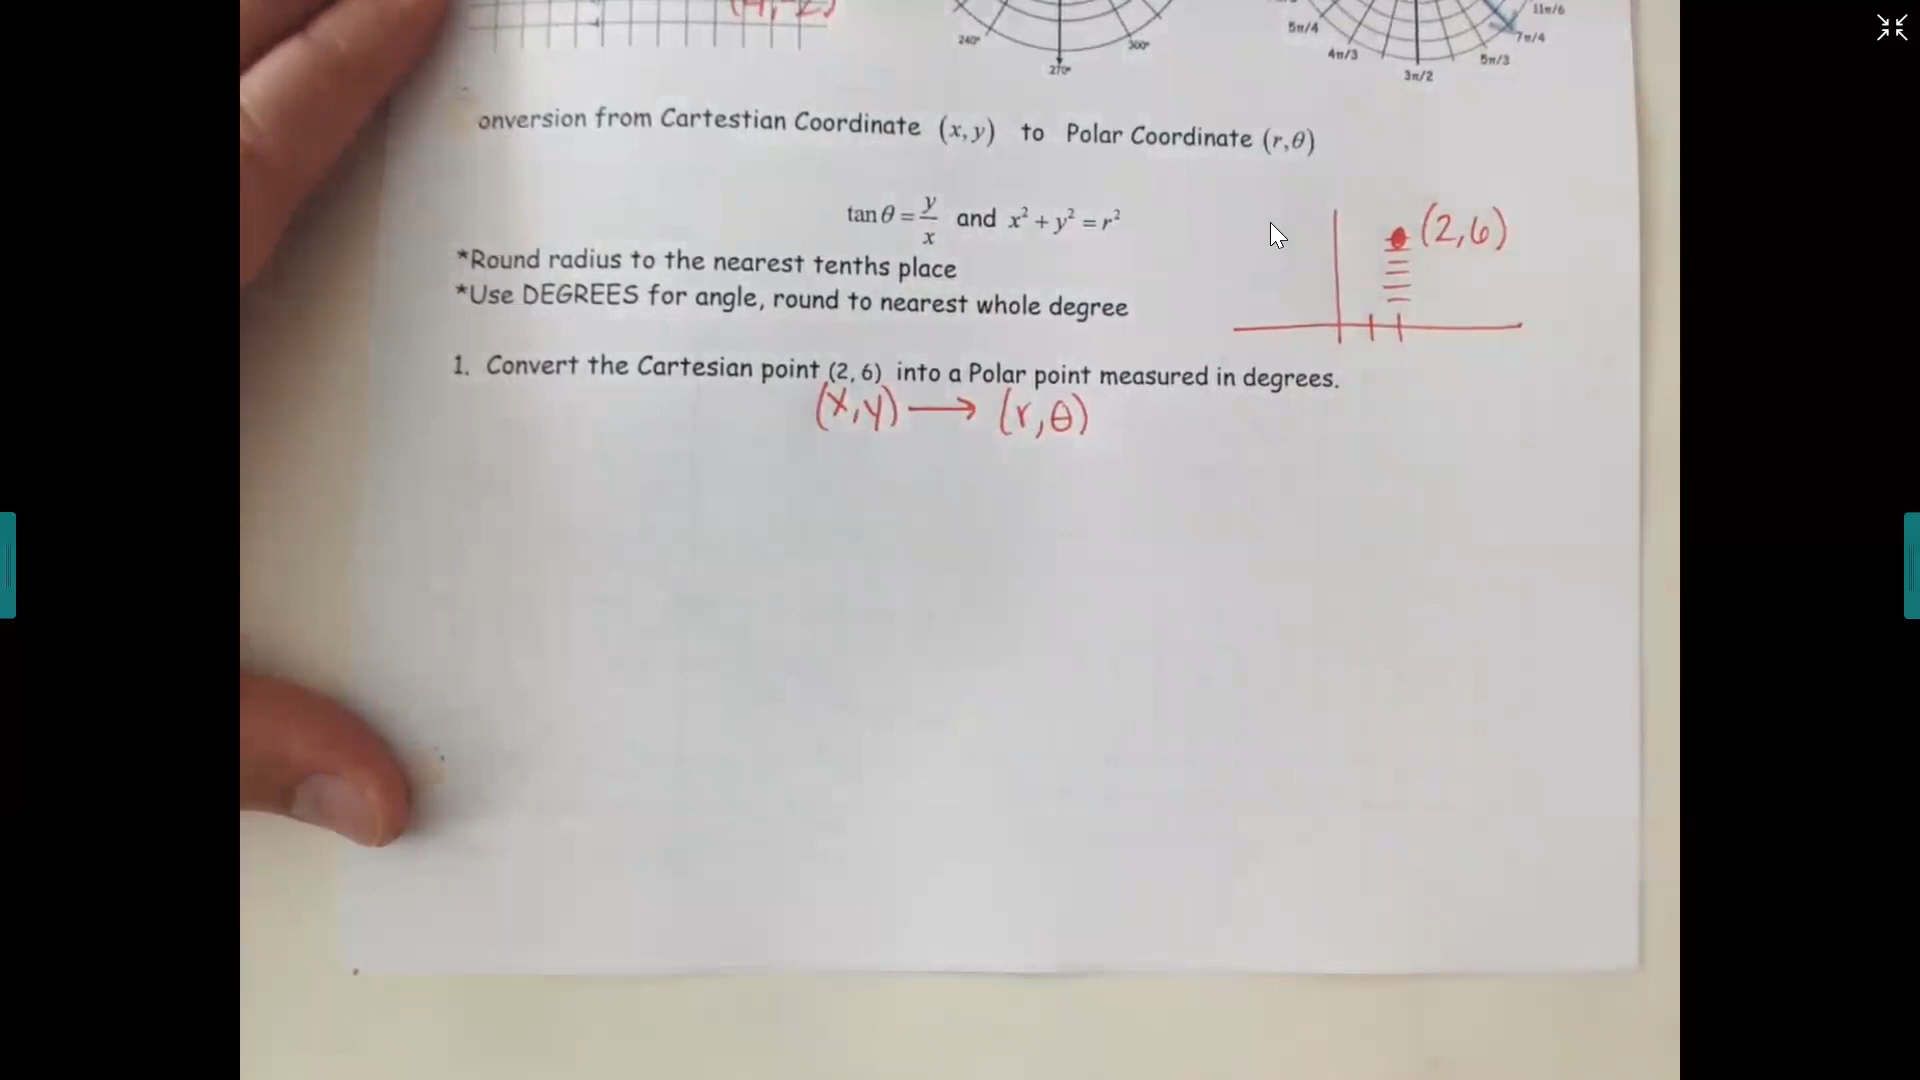 (4,-2)
240°
270°
300°
5π/4
4π/3
3π/2
5π/3
7π/4
11π/6
onversion from Cartestian Coordinate (x, y) to Polar Coordinate (r,θ)
tan θ = y/x and x² + y² = r²
*Round radius to the nearest tenths place
*Use DEGREES for angle, round to nearest whole degree
(2,6)
1. Convert the Cartesian point (2, 6) into a Polar point measured in degrees.
(x,y) → (r,θ)